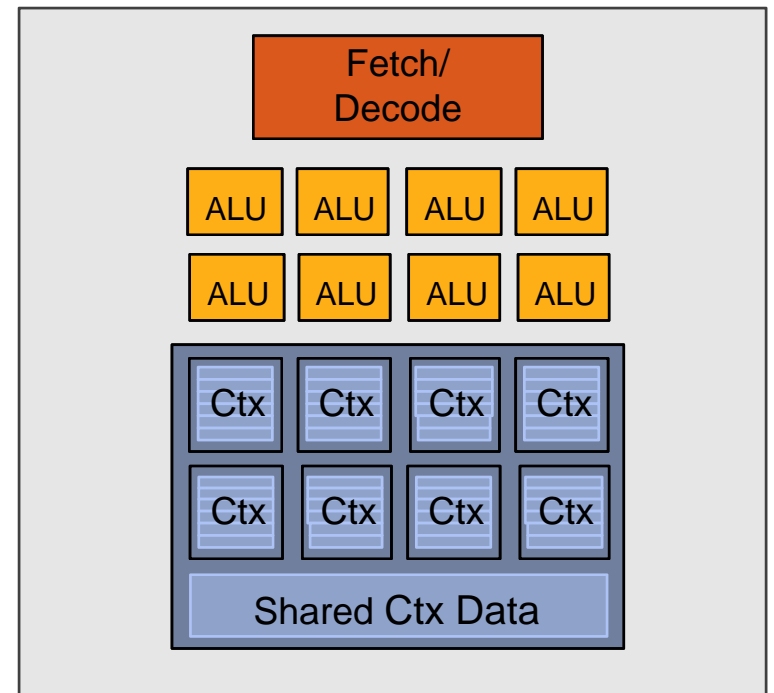 Fetch/
Decode
ALU ALU ALU ALU
ALU ALU ALU ALU
Ctx Ctx Ctx Ctx
Ctx Ctx Ctx Ctx
Shared Ctx Data